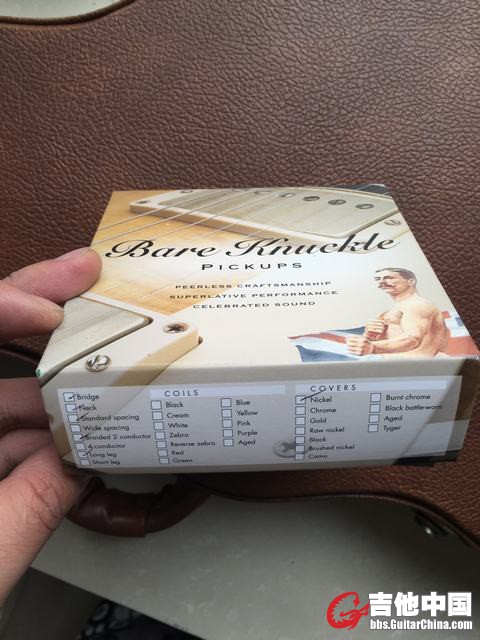 Bare Knuckle
PICKUPS
PEERLESS CRAFTSMANSHIP
SUPERLATIVE PERFORMANCE
CELEBRATED SOUND
Bridge
Neck
Standard spacing
Wide spacing
Braided 2 conductor
4 conductor
Long leg
Short leg
COILS
Black
Cream
White
Zebra
Reverse zebra
Red
Green
Blue
Yellow
Pink
Purple
Aged
COVERS
Nickel
Chrome
Gold
Raw nickel
Black
Brushed nickel
Camo
Burnt chrome
Black battle-worn
Aged
Tyger
吉他中国
bbs.GuitarChina.com